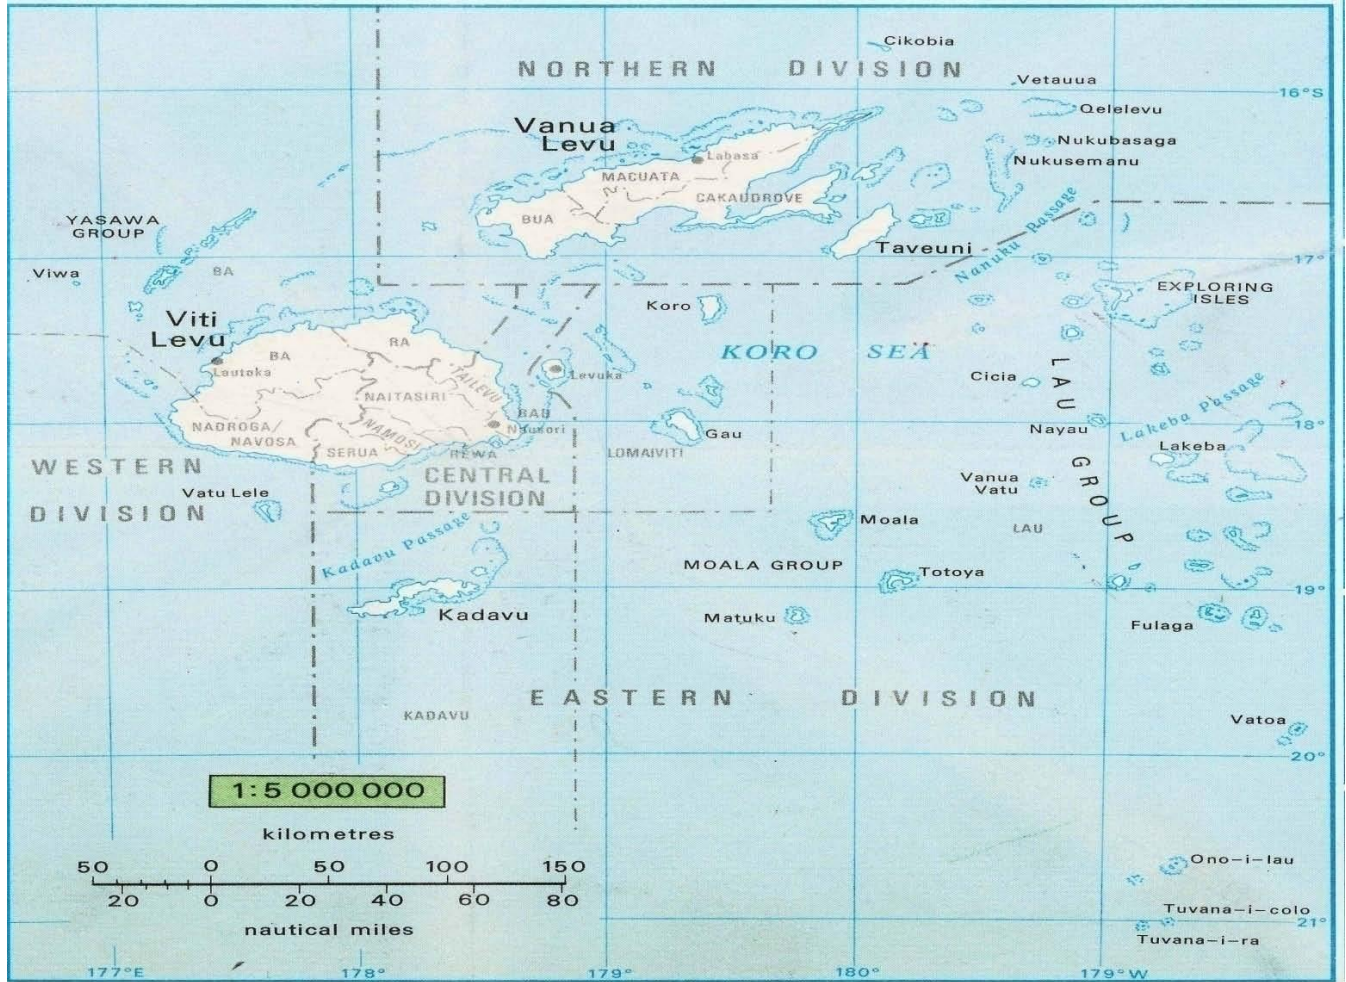 Cikobia
NORTHERN DIVISION
Vetauua
16°S
Qelelevu
Vanua
Levu
Nukubasaga
Labasa
Nukusemanu
MACUATA
CAKAUDROVE
BUA
YASAWA
GROUP
Taveuni
Nanuku Passage
17°
Viwa
BA
EXPLORING
ISLES
Koro
Viti
Levu
RA
KORO SEA
BA
Lautoka
TAILEVU
Levuka
Cicia
LAU GROUP
NAITASIRI
BAU
Nausori
NADROGA/
NAVOSA
NAMOSI
SERUA
REWA
Gau
Nayau
Lakeba Passage
18°
Lakeba
LOMAIVITI
WESTERN
DIVISION
CENTRAL
DIVISION
Vatu Lele
Vanua
Vatu
Moala
LAU
Kadavu Passage
MOALA GROUP
Totoya
19°
Kadavu
Matuku
Fulaga
EASTERN DIVISION
KADAVU
Vatoa
20°
1:5 000 000
kilometres
50 0 50 100 150
20 0 20 40 60 80
nautical miles
Ono-i-lau
Tuvana-i-colo
21°
Tuvana-i-ra
177°E 178° 179° 180° 179°W